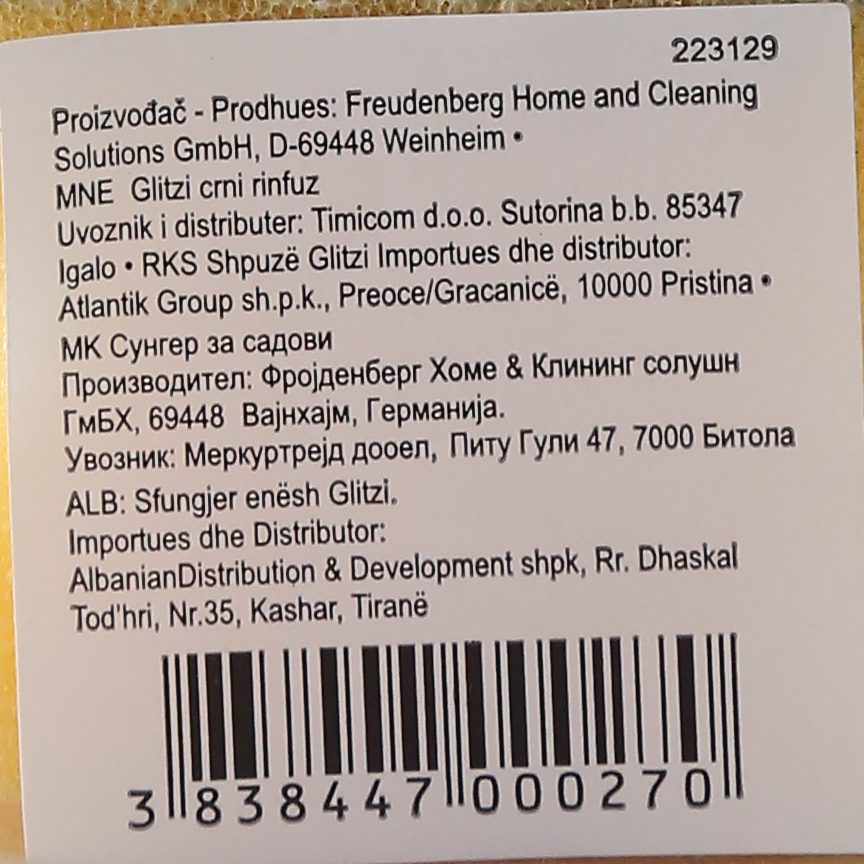 223129
Proizvođač - Prodhues: Freudenberg Home and Cleaning
Solutions GmbH, D-69448 Weinheim •
MNE Glitzi crni rinfuz
Uvoznik i distributer: Timicom d.o.o. Sutorina b.b. 85347
Igalo • RKS Shpuzë Glitzi Importues dhe distributor:
Atlantik Group sh.p.k., Preoce/Gracanicë, 10000 Pristina •
МК Сунгер за садови
Производител: Фројденберг Хоме & Клининг солушн
ГмБХ, 69448 Вајнхајм, Германија.
Увозник: Меркуртрејд дооел, Питу Гули 47, 7000 Битола
ALB: Sfungjer enësh Glitzi.
Importues dhe Distributor:
AlbanianDistribution & Development shpk, Rr. Dhaskal
Tod'hri, Nr.35, Kashar, Tiranë
3 838447 000270